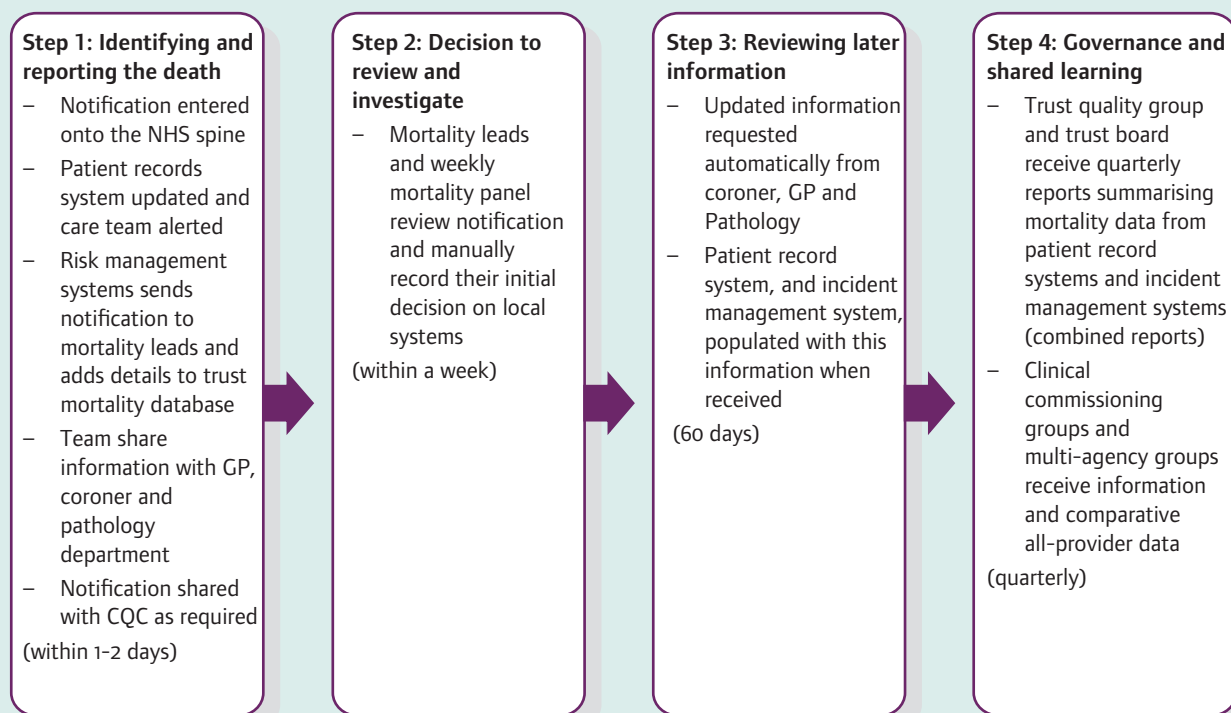 Step 1: Identifying and
reporting the death
– Notification entered
onto the NHS spine
– Patient records
system updated and
care team alerted
– Risk management
systems sends
notification to
mortality leads and
adds details to trust
mortality database
– Team share
information with GP,
coroner and
pathology
department
– Notification shared
with CQC as required
(within 1-2 days)
Step 2: Decision to
review and
investigate
– Mortality leads
and weekly
mortality panel
review notification
and manually
record their initial
decision on local
systems
(within a week)
Step 3: Reviewing later
information
– Updated information
requested
automatically from
coroner, GP and
Pathology
– Patient record
system, and incident
management system,
populated with this
information when
received
(60 days)
Step 4: Governance and
shared learning
– Trust quality group
and trust board
receive quarterly
reports summarising
mortality data from
patient record
systems and incident
management systems
(combined reports)
– Clinical
commissioning
groups and
multi-agency groups
receive information
and comparative
all-provider data
(quarterly)